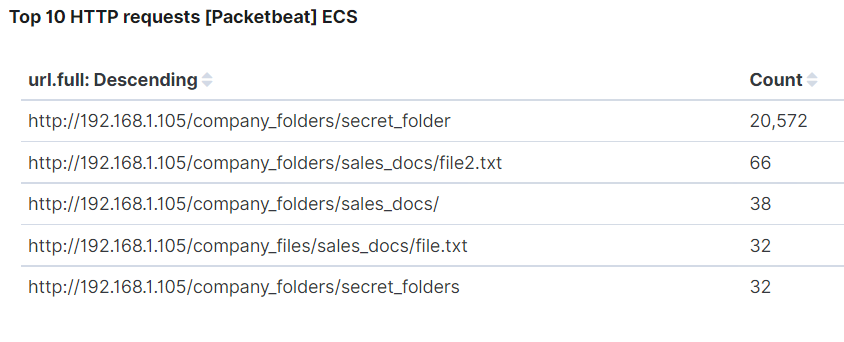 Top 10 HTTP requests [Packetbeat] ECS
url.full: Descending Count
http://192.168.1.105/company_folders/secret_folder 20,572
http://192.168.1.105/company_folders/sales_docs/file2.txt 66
http://192.168.1.105/company_folders/sales_docs/ 38
http://192.168.1.105/company_files/sales_docs/file.txt 32
http://192.168.1.105/company_folders/secret_folders 32